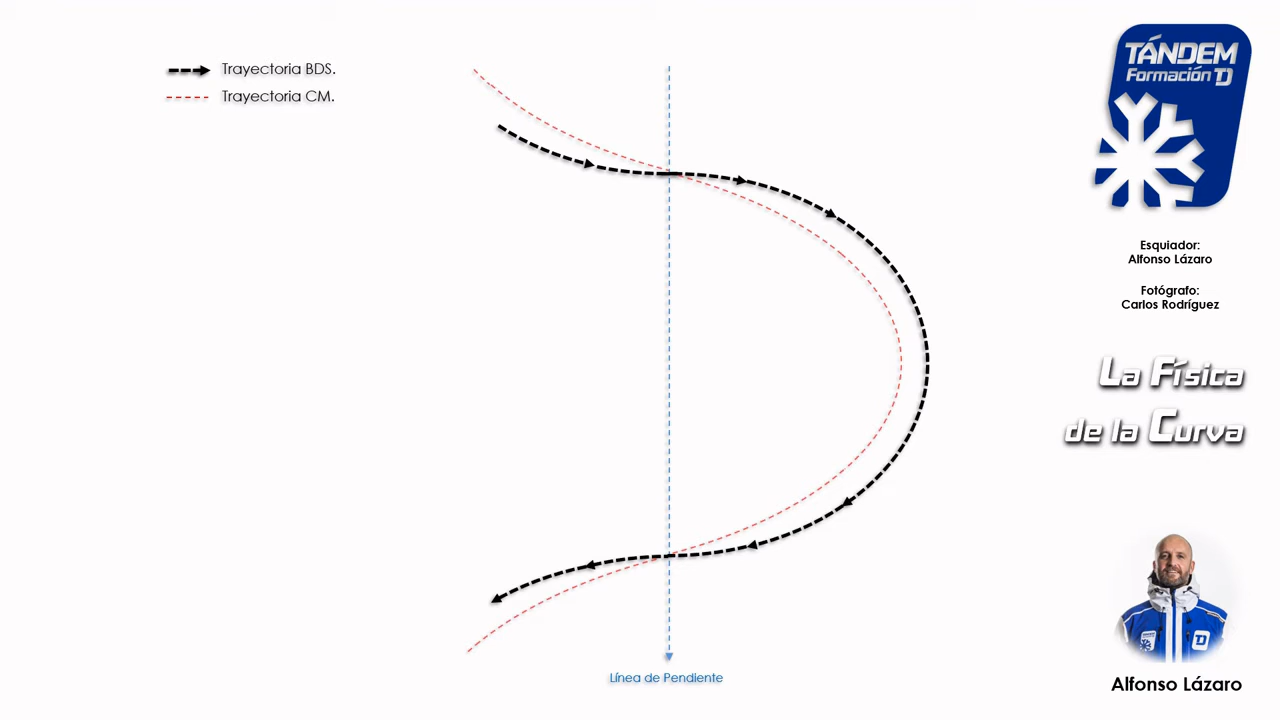 Trayectoria BDS.
Trayectoria CM.
Línea de Pendiente
TÁNDEM
Formación TD
Esquiador:
Alfonso Lázaro
Fotógrafo:
Carlos Rodríguez
La Física
de la Curva
Alfonso Lázaro